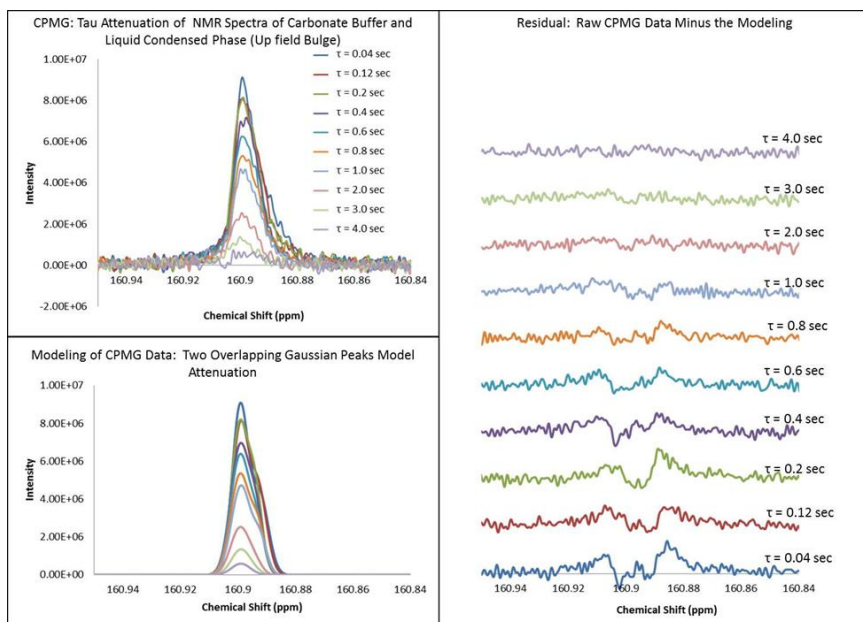 CPMG: Tau Attenuation of NMR Spectra of Carbonate Buffer and
Liquid Condensed Phase (Up field Bulge)
1.00E+07
8.00E+06
6.00E+06
4.00E+06
2.00E+06
0.00E+00
-2.00E+06
Intensity
τ = 0.04 sec
τ = 0.12 sec
τ = 0.2 sec
τ = 0.4 sec
τ = 0.6 sec
τ = 0.8 sec
τ = 1.0 sec
τ = 2.0 sec
τ = 3.0 sec
τ = 4.0 sec
160.94 160.92 160.9 160.88 160.86 160.84
Chemical Shift (ppm)
Modeling of CPMG Data: Two Overlapping Gaussian Peaks Model
Attenuation
1.00E+07
8.00E+06
6.00E+06
4.00E+06
2.00E+06
0.00E+00
Intensity
160.94 160.92 160.9 160.88 160.86 160.84
Chemical Shift (ppm)
Residual: Raw CPMG Data Minus the Modeling
τ = 4.0 sec
τ = 3.0 sec
τ = 2.0 sec
τ = 1.0 sec
τ = 0.8 sec
τ = 0.6 sec
τ = 0.4 sec
τ = 0.2 sec
τ = 0.12 sec
τ = 0.04 sec
160.94 160.92 160.9 160.88 160.86 160.84
Chemical Shift (ppm)